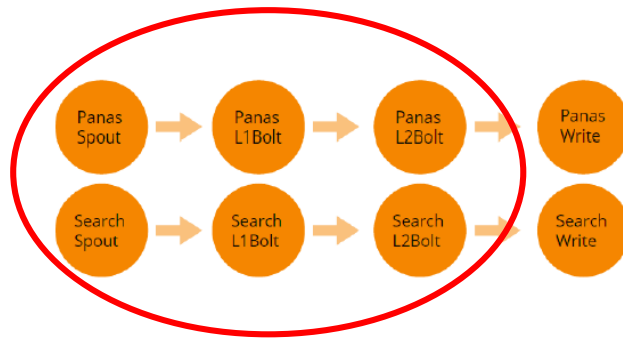 Panas
Spout
Panas
L1Bolt
Panas
L2Bolt
Panas
Write
Search
Spout
Search
L1Bolt
Search
L2Bolt
Search
Write